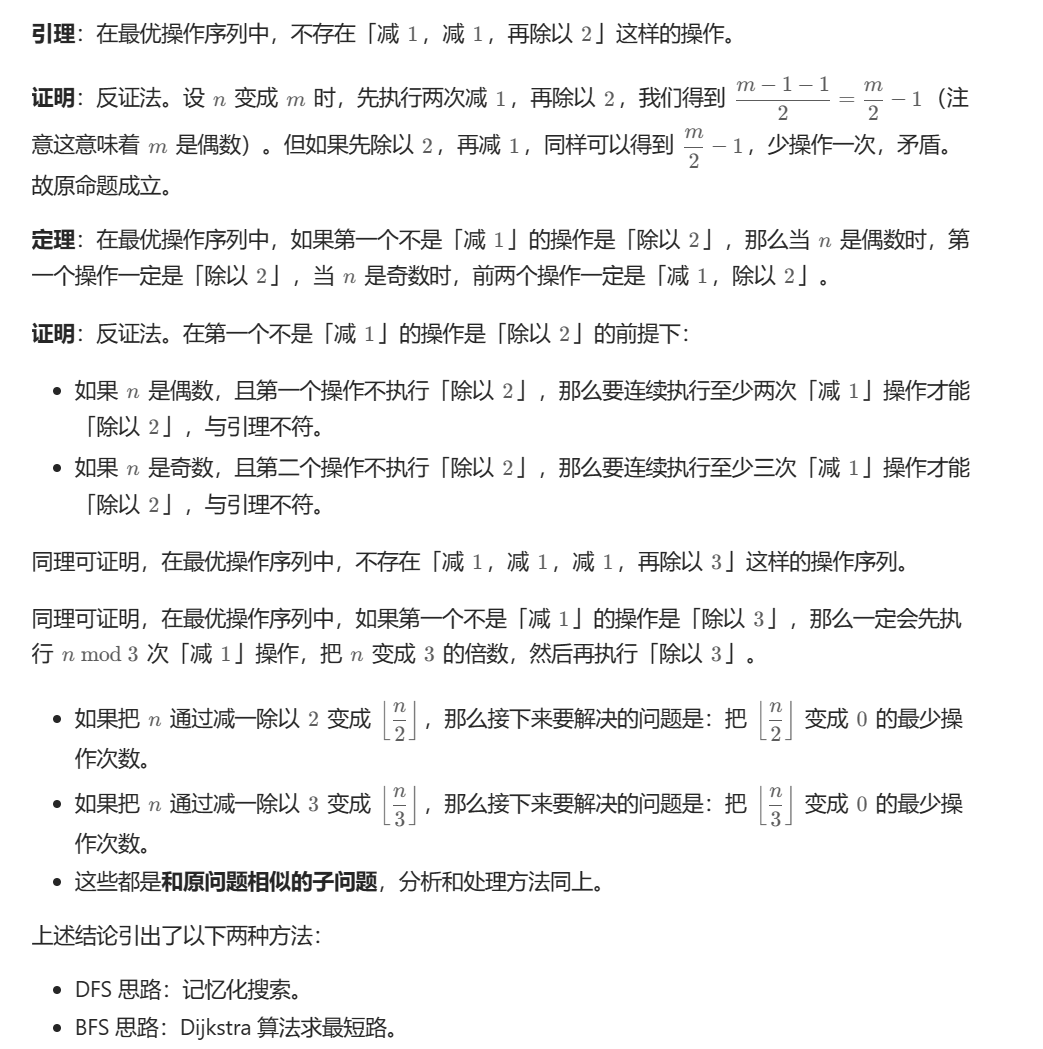 引理：在最优操作序列中，不存在「减 1，减 1，再除以 2」这样的操作。
证明：反证法。设 n 变成 m 时，先执行两次减 1，再除以 2，我们得到 \frac{m-1-1}{2} = \frac{m}{2} - 1（注
意这意味着 m 是偶数）。但如果先除以 2，再减 1，同样可以得到 \frac{m}{2} - 1，少操作一次，矛盾。
故原命题成立。
定理：在最优操作序列中，如果第一个不是「减 1」的操作是「除以 2」，那么当 n 是偶数时，第
一个操作一定是「除以 2」，当 n 是奇数时，前两个操作一定是「减 1，除以 2」。
证明：反证法。在第一个不是「减 1」的操作是「除以 2」的前提下：
• 如果 n 是偶数，且第一个操作不执行「除以 2」，那么要连续执行至少两次「减 1」操作才能
「除以 2」，与引理不符。
• 如果 n 是奇数，且第二个操作不执行「除以 2」，那么要连续执行至少三次「减 1」操作才能
「除以 2」，与引理不符。
同理可证明，在最优操作序列中，不存在「减 1，减 1，减 1，再除以 3」这样的操作序列。
同理可证明，在最优操作序列中，如果第一个不是「减 1」的操作是「除以 3」，那么一定会先执
行 n mod 3 次「减 1」操作，把 n 变成 3 的倍数，然后再执行「除以 3」。
• 如果把 n 通过减一除以 2 变成 ⌊\frac{n}{2}⌋，那么接下来要解决的问题是：把 ⌊\frac{n}{2}⌋ 变成 0 的最少操
作次数。
• 如果把 n 通过减一除以 3 变成 ⌊\frac{n}{3}⌋，那么接下来要解决的问题是：把 ⌊\frac{n}{3}⌋ 变成 0 的最少操
作次数。
• 这些都是和原问题相似的子问题，分析和处理方法同上。
上述结论引出了以下两种方法：
• DFS 思路：记忆化搜索。
• BFS 思路：Dijkstra 算法求最短路。